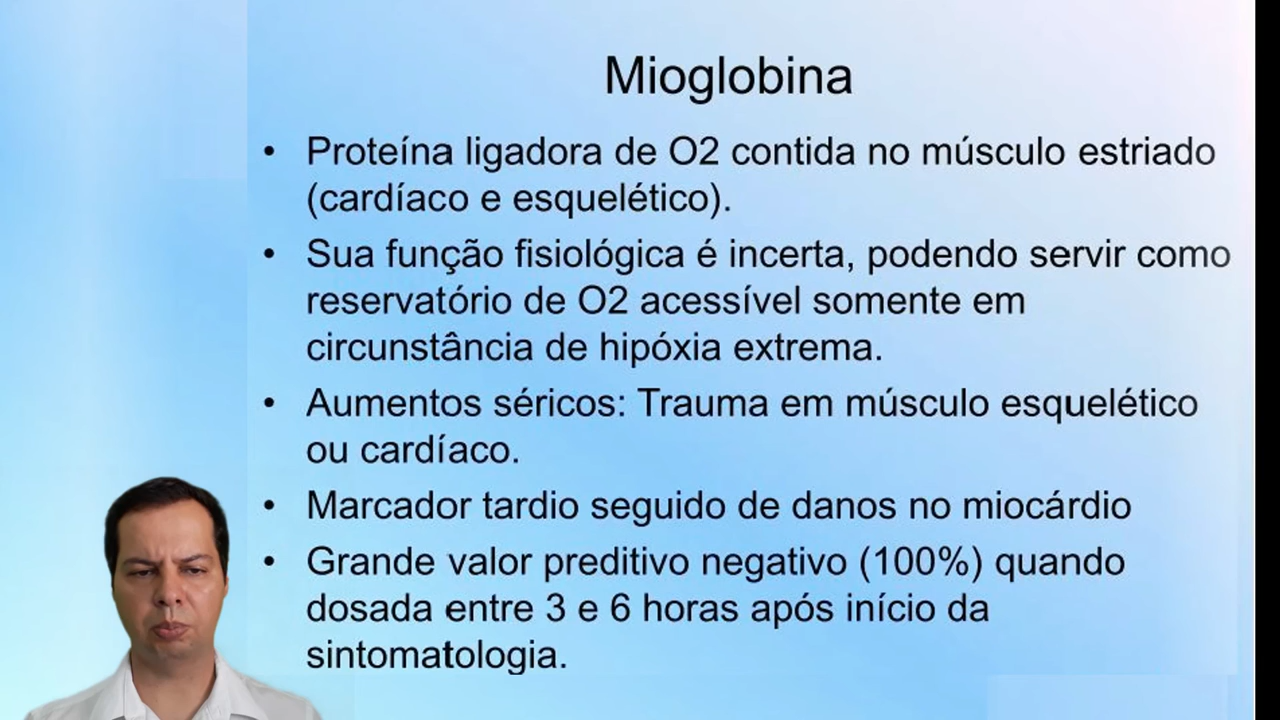 Mioglobina
• Proteína ligadora de O2 contida no músculo estriado
(cardíaco e esquelético).
• Sua função fisiológica é incerta, podendo servir como
reservatório de O2 acessível somente em
circunstância de hipóxia extrema.
• Aumentos séricos: Trauma em músculo esquelético
ou cardíaco.
• Marcador tardio seguido de danos no miocárdio
• Grande valor preditivo negativo (100%) quando
dosada entre 3 e 6 horas após início da
sintomatologia.